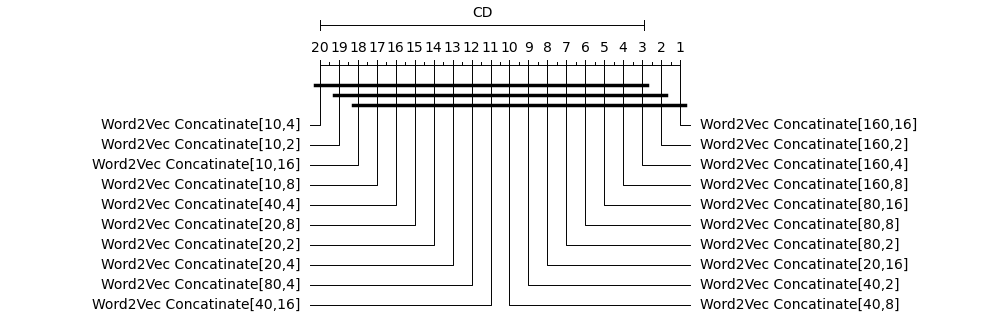 CD
20 19 18 17 16 15 14 13 12 11 10 9 8 7 6 5 4 3 2 1
Word2Vec Concatinate[10,4] Word2Vec Concatinate[160,16]
Word2Vec Concatinate[10,2] Word2Vec Concatinate[160,2]
Word2Vec Concatinate[10,16] Word2Vec Concatinate[160,4]
Word2Vec Concatinate[10,8] Word2Vec Concatinate[160,8]
Word2Vec Concatinate[40,4] Word2Vec Concatinate[80,16]
Word2Vec Concatinate[20,8] Word2Vec Concatinate[80,8]
Word2Vec Concatinate[20,2] Word2Vec Concatinate[80,2]
Word2Vec Concatinate[20,4] Word2Vec Concatinate[20,16]
Word2Vec Concatinate[80,4] Word2Vec Concatinate[40,2]
Word2Vec Concatinate[40,16] Word2Vec Concatinate[40,8]